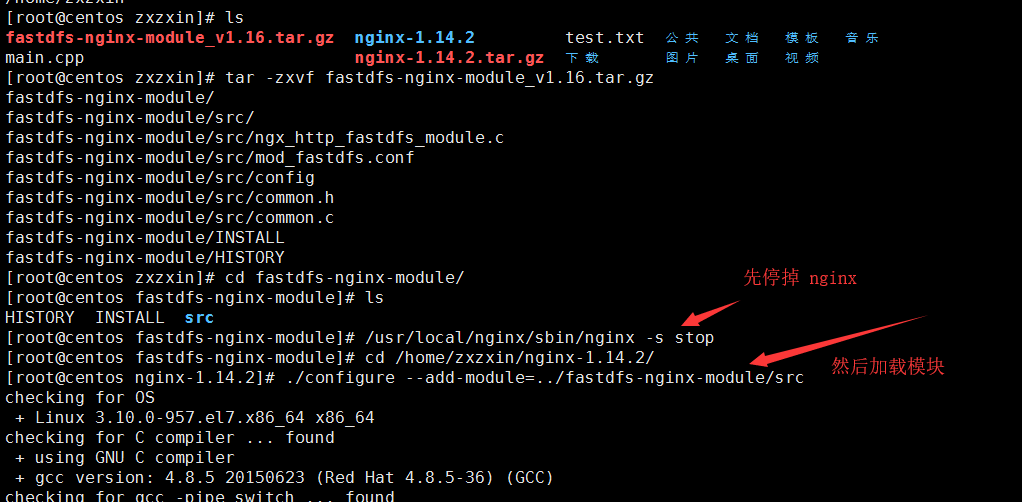 /home/zxzxin
[root@centos zxzxin]# ls
fastdfs-nginx-module_v1.16.tar.gz  nginx-1.14.2         test.txt  公共  文档  模板  音乐
main.cpp                           nginx-1.14.2.tar.gz  下载      图片  桌面  视频
[root@centos zxzxin]# tar -zxvf fastdfs-nginx-module_v1.16.tar.gz
fastdfs-nginx-module/
fastdfs-nginx-module/src/
fastdfs-nginx-module/src/ngx_http_fastdfs_module.c
fastdfs-nginx-module/src/mod_fastdfs.conf
fastdfs-nginx-module/src/config
fastdfs-nginx-module/src/common.h
fastdfs-nginx-module/src/common.c
fastdfs-nginx-module/INSTALL
fastdfs-nginx-module/HISTORY
[root@centos zxzxin]# cd fastdfs-nginx-module/
先停掉 nginx
[root@centos fastdfs-nginx-module]# ls
HISTORY  INSTALL  src
[root@centos fastdfs-nginx-module]# /usr/local/nginx/sbin/nginx -s stop
[root@centos fastdfs-nginx-module]# cd /home/zxzxin/nginx-1.14.2/
然后加载模块
[root@centos nginx-1.14.2]# ./configure --add-module=../fastdfs-nginx-module/src
checking for OS
 + Linux 3.10.0-957.el7.x86_64 x86_64
checking for C compiler ... found
 + using GNU C compiler
 + gcc version: 4.8.5 20150623 (Red Hat 4.8.5-36) (GCC)
checking for gcc -pipe switch ... found